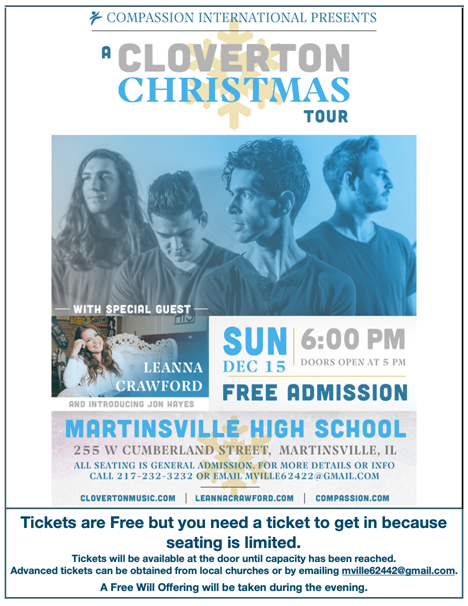 COMPASSION INTERNATIONAL PRESENTS
A CLOVERTON
CHRISTMAS
TOUR
WITH SPECIAL GUEST
LEANNA
CRAWFORD
AND INTRODUCING JON HAYES
SUN
DEC 15
6:00 PM
DOORS OPEN AT 5 PM
FREE ADMISSION
MARTINSVILLE HIGH SCHOOL
255 W CUMBERLAND STREET, MARTINSVILLE, IL
ALL SEATING IS GENERAL ADMISSION. FOR MORE DETAILS OR INFO
CALL 217-232-3232 OR EMAIL MVILLE62422@GMAIL.COM
CLOVERTONMUSIC.COM | LEANNACRAWFORD.COM | COMPASSION.COM
Tickets are Free but you need a ticket to get in because
seating is limited.
Tickets will be available at the door until capacity has been reached.
Advanced tickets can be obtained from local churches or by emailing mville62442@gmail.com.
A Free Will Offering will be taken during the evening.